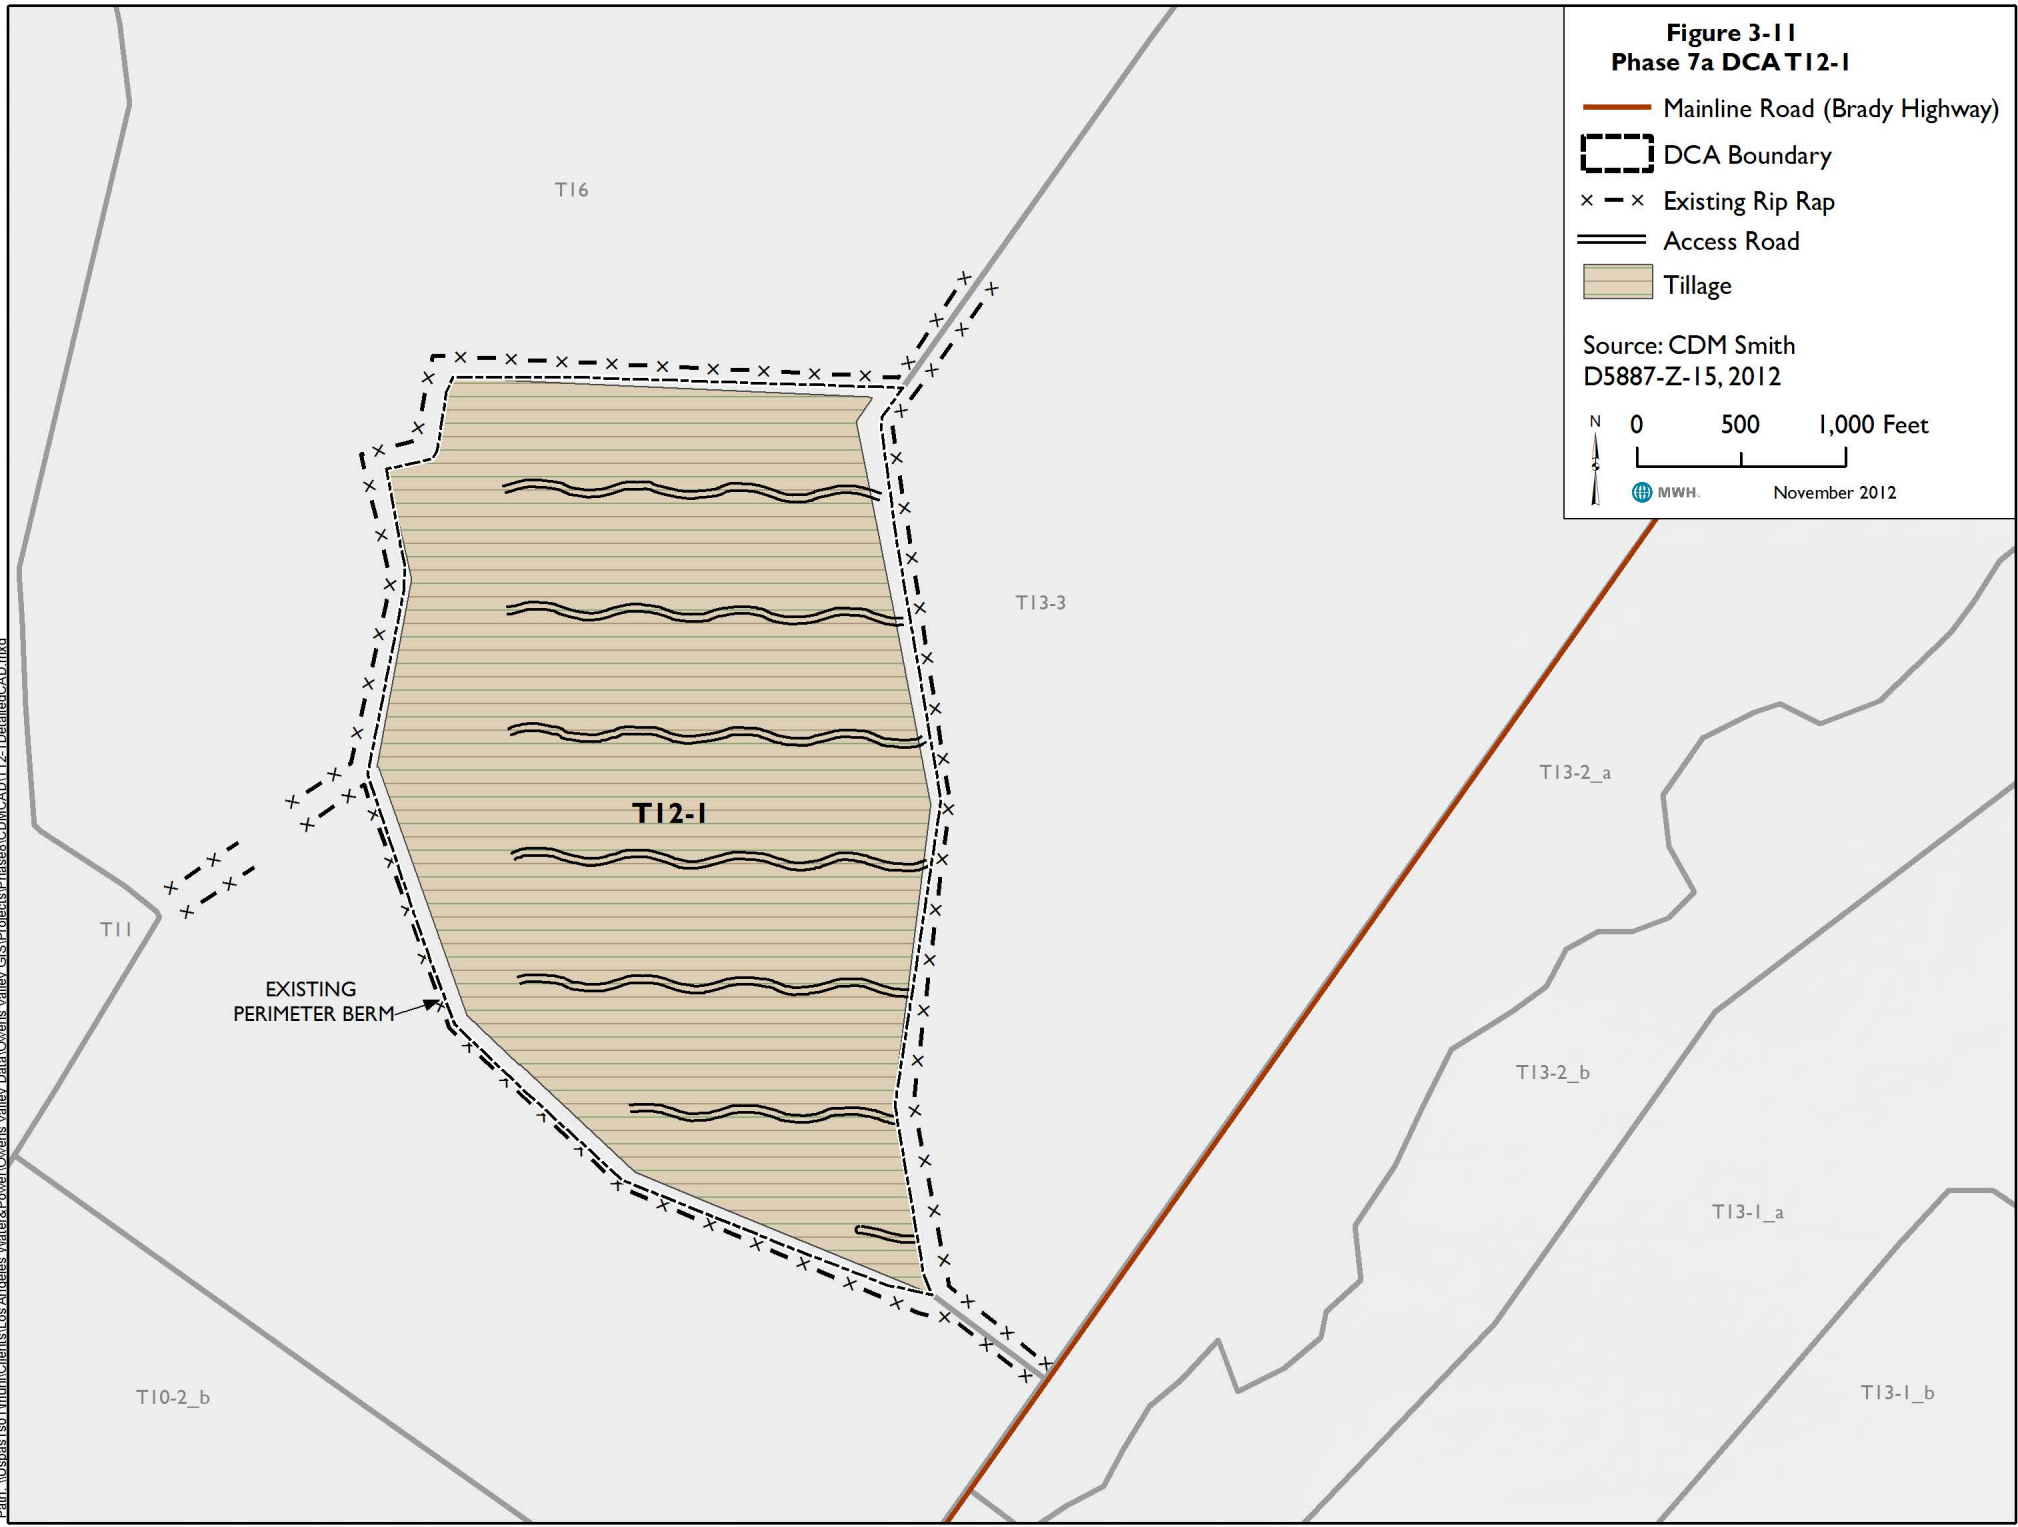 Figure 3-11
Phase 7a DCA T12-1
Mainline Road (Brady Highway)
DCA Boundary
Existing Rip Rap
Access Road
Tillage
Source: CDM Smith
D5887-Z-15, 2012
N
0 500 1,000 Feet
MWH.
November 2012
T16
T13-3
T13-2_a
T12-1
T11
EXISTING
PERIMETER BERM
T13-2_b
T13-1_a
T10-2_b
T13-1_b